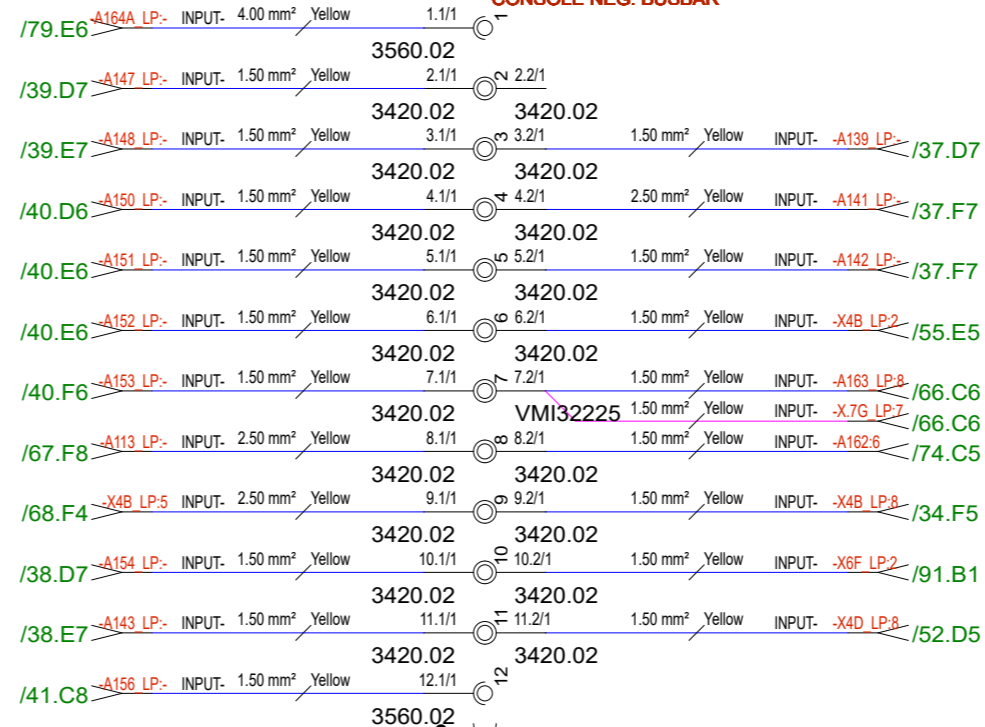 CONSOLE NEG. BUSBAR
/79.E6 -A164A_LP:- INPUT- 4.00 mm² Yellow 1.1/1 1
3560.02
/39.D7 -A147_LP:- INPUT- 1.50 mm² Yellow 2.1/1 2 2.2/1
3420.02 3420.02
/39.E7 -A148_LP:- INPUT- 1.50 mm² Yellow 3.1/1 3 3.2/1 1.50 mm² Yellow INPUT- -A139_LP:- /37.D7
3420.02 3420.02
/40.D6 -A150_LP:- INPUT- 1.50 mm² Yellow 4.1/1 4 4.2/1 2.50 mm² Yellow INPUT- -A141_LP:- /37.F7
3420.02 3420.02
/40.E6 -A151_LP:- INPUT- 1.50 mm² Yellow 5.1/1 5 5.2/1 1.50 mm² Yellow INPUT- -A142_LP:- /37.F7
3420.02 3420.02
/40.E6 -A152_LP:- INPUT- 1.50 mm² Yellow 6.1/1 6 6.2/1 1.50 mm² Yellow INPUT- -X4B_LP:2 /55.E5
3420.02 3420.02
/40.F6 -A153_LP:- INPUT- 1.50 mm² Yellow 7.1/1 7 7.2/1 1.50 mm² Yellow INPUT- -A163_LP:8 /66.C6
3420.02 VMI32225 1.50 mm² Yellow INPUT- -X.7G_LP:7 /66.C6
/67.F8 -A113_LP:- INPUT- 2.50 mm² Yellow 8.1/1 8 8.2/1 1.50 mm² Yellow INPUT- -A162:6 /74.C5
3420.02 3420.02
/68.F4 -X4B_LP:5 INPUT- 2.50 mm² Yellow 9.1/1 9 9.2/1 1.50 mm² Yellow INPUT- -X4B_LP:8 /34.F5
3420.02 3420.02
/38.D7 -A154_LP:- INPUT- 1.50 mm² Yellow 10.1/1 10 10.2/1 1.50 mm² Yellow INPUT- -X6F_LP:2 /91.B1
3420.02 3420.02
/38.E7 -A143_LP:- INPUT- 1.50 mm² Yellow 11.1/1 11 11.2/1 1.50 mm² Yellow INPUT- -X4D_LP:8 /52.D5
3420.02 3420.02
/41.C8 -A156_LP:- INPUT- 1.50 mm² Yellow 12.1/1 12
3560.02